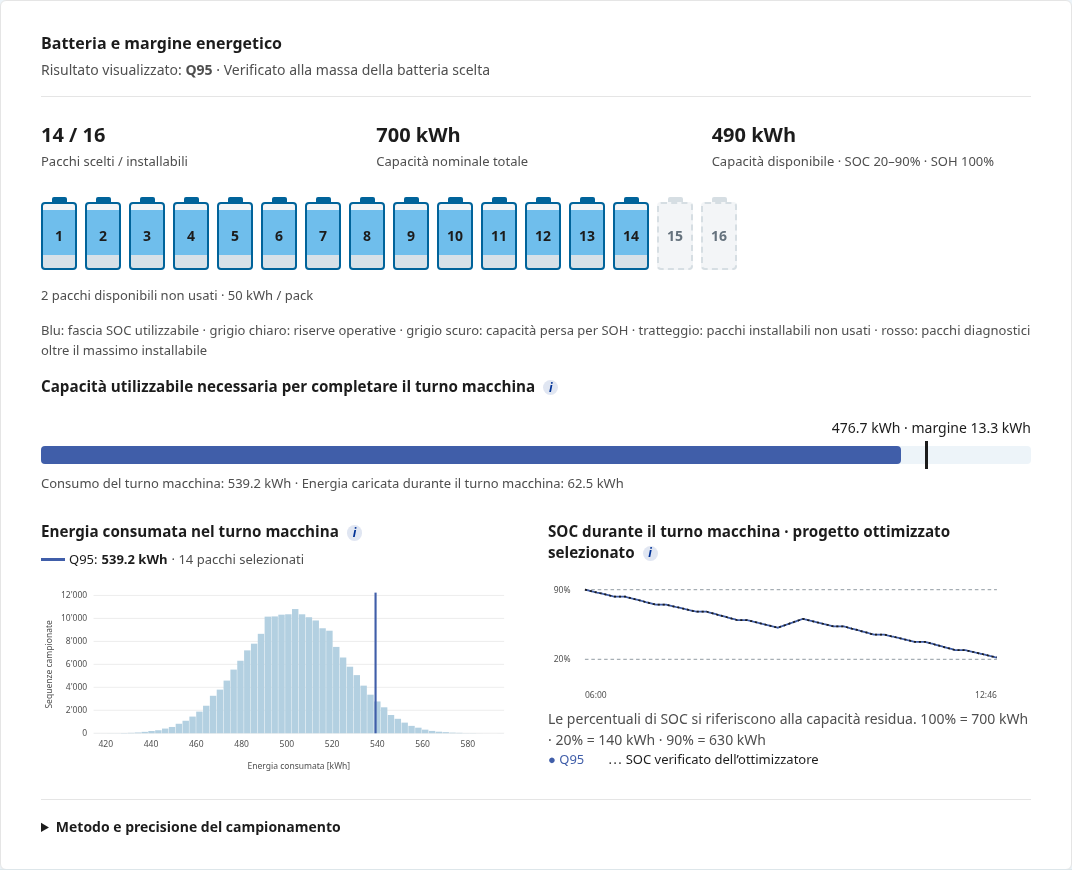 Batteria e margine energetico
Risultato visualizzato: Q95 · Verificato alla massa della batteria scelta
14 / 16
Pacchi scelti / installabili
700 kWh
Capacità nominale totale
490 kWh
Capacità disponibile · SOC 20–90% · SOH 100%
1 2 3 4 5 6 7 8 9 10 11 12 13 14 15 16
2 pacchi disponibili non usati · 50 kWh / pack
Blu: fascia SOC utilizzabile · grigio chiaro: riserve operative · grigio scuro: capacità persa per SOH · tratteggio: pacchi installabili non usati · rosso: pacchi diagnostici
oltre il massimo installabile
Capacità utilizzabile necessaria per completare il turno macchina i
476.7 kWh · margine 13.3 kWh
Consumo del turno macchina: 539.2 kWh · Energia caricata durante il turno macchina: 62.5 kWh
Energia consumata nel turno macchina i
Q95: 539.2 kWh · 14 pacchi selezionati
Sequenze campionate
12'000
10'000
8'000
6'000
4'000
2'000
0
420 440 460 480 500 520 540 560 580
Energia consumata [kWh]
SOC durante il turno macchina · progetto ottimizzato
selezionato i
90%
20%
06:00 12:46
Le percentuali di SOC si riferiscono alla capacità residua. 100% = 700 kWh
· 20% = 140 kWh · 90% = 630 kWh
● Q95 ... SOC verificato dell’ottimizzatore
▶ Metodo e precisione del campionamento